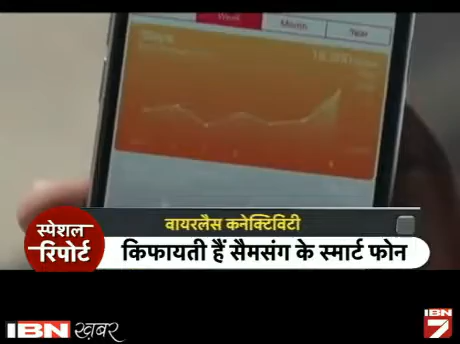 Week
Month
Year
वायरलैस कनेक्टिविटी
स्पेशल
रिपोर्ट
किफायती हैं सैमसंग के स्मार्ट फोन
IBN ख़बर
IBN
7